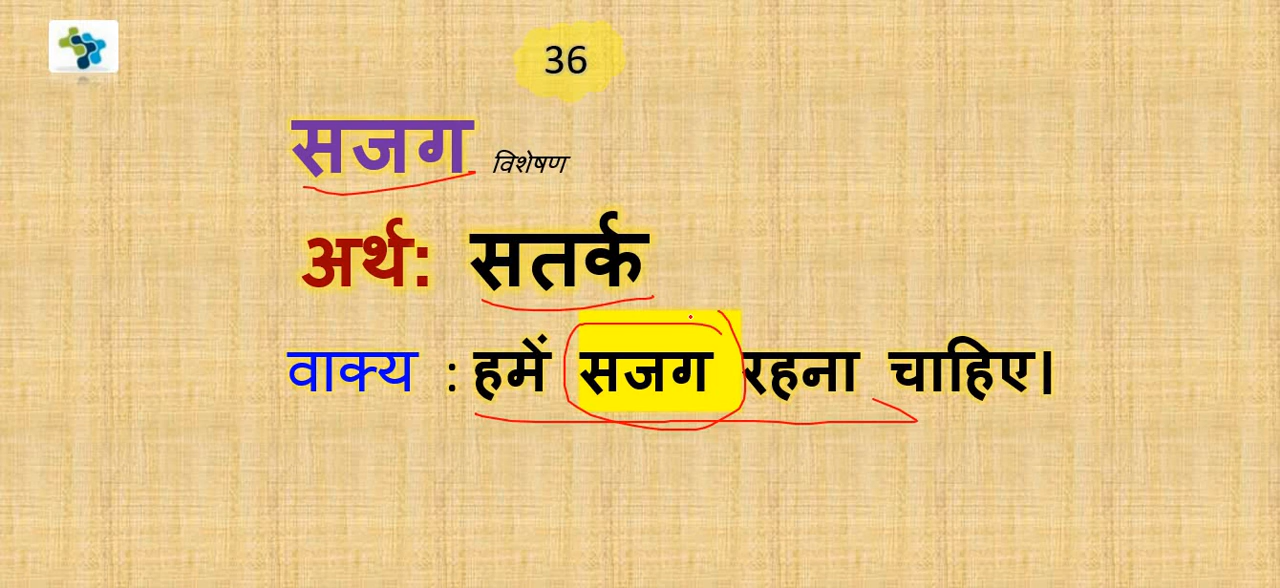 36
सजग विशेषण
अर्थ: सतर्क
वाक्य : हमें सजग रहना चाहिए।